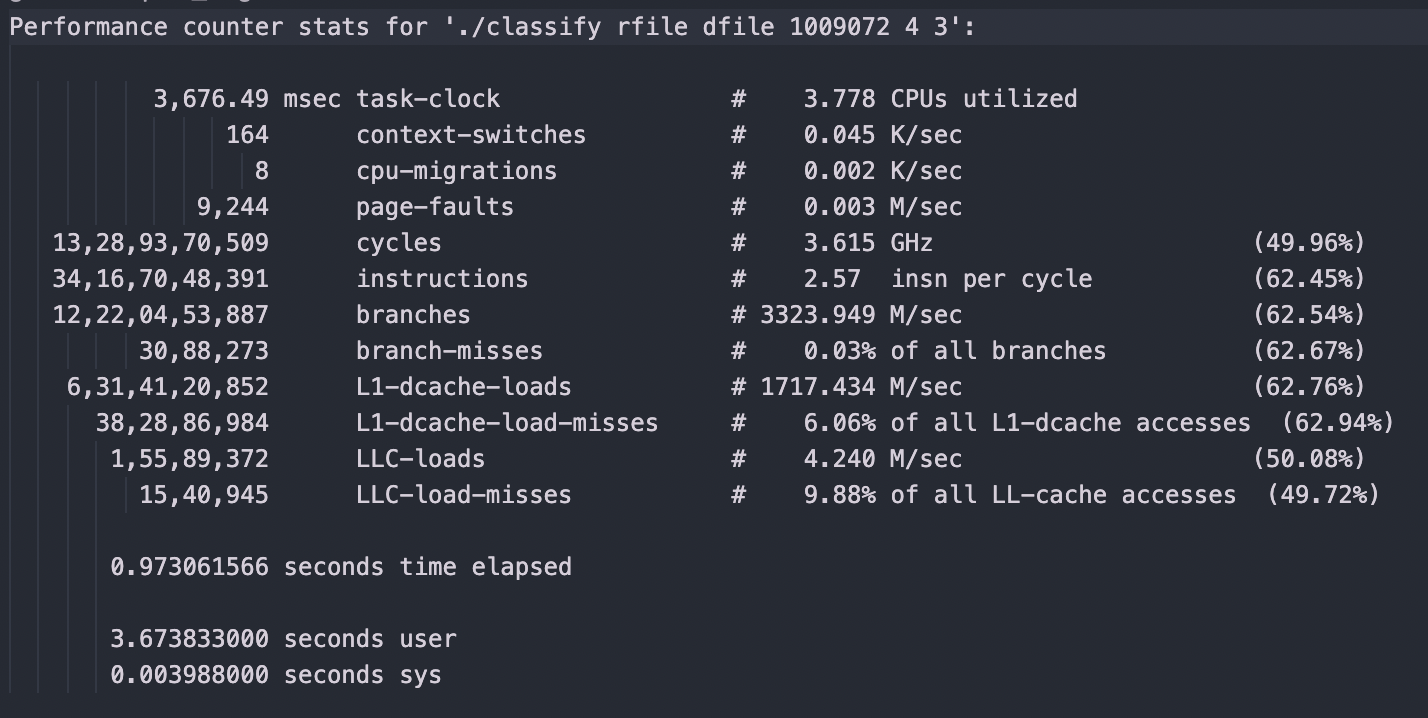 Performance counter stats for './classify rfile dfile 1009072 4 3':
3,676.49 msec task-clock # 3.778 CPUs utilized
164 context-switches # 0.045 K/sec
8 cpu-migrations # 0.002 K/sec
9,244 page-faults # 0.003 M/sec
13,28,93,70,509 cycles # 3.615 GHz (49.96%)
34,16,70,48,391 instructions # 2.57 insn per cycle (62.45%)
12,22,04,53,887 branches # 3323.949 M/sec (62.54%)
30,88,273 branch-misses # 0.03% of all branches (62.67%)
6,31,41,20,852 L1-dcache-loads # 1717.434 M/sec (62.76%)
38,28,86,984 L1-dcache-load-misses # 6.06% of all L1-dcache accesses (62.94%)
1,55,89,372 LLC-loads # 4.240 M/sec (50.08%)
15,40,945 LLC-load-misses # 9.88% of all LL-cache accesses (49.72%)
0.973061566 seconds time elapsed
3.673833000 seconds user
0.003988000 seconds sys